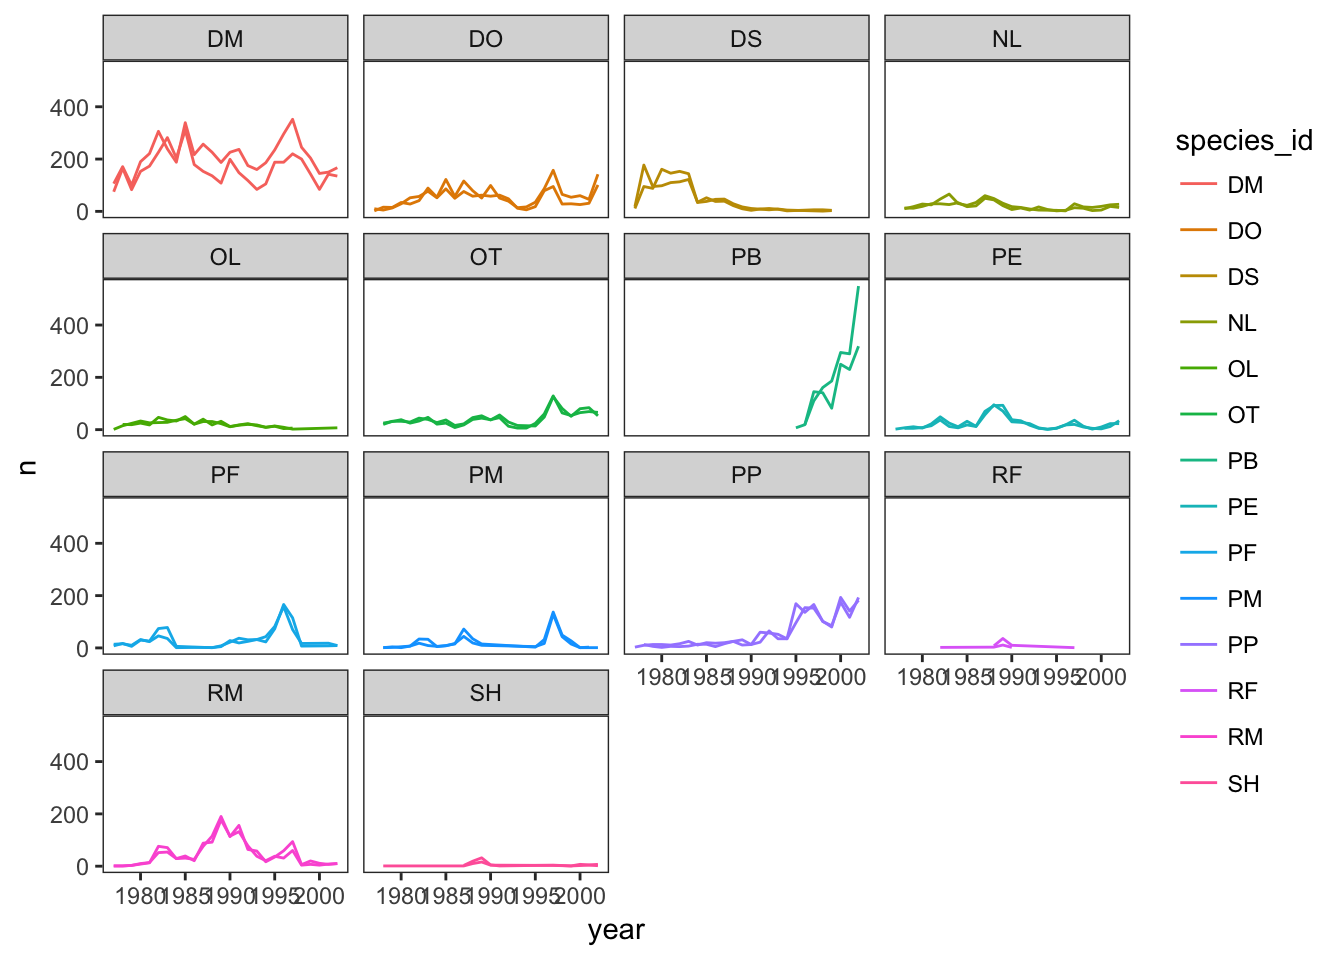 DM DO DS NL
400
200
0
OL OT PB PE
400
200
0
PF PM PP RF
400
200
0
1980 1985 1990 1995 2000 1980 1985 1990 1995 2000
RM SH
400
200
0
1980 1985 1990 1995 2000 1980 1985 1990 1995 2000
year
n
species_id
DM
DO
DS
NL
OL
OT
PB
PE
PF
PM
PP
RF
RM
SH